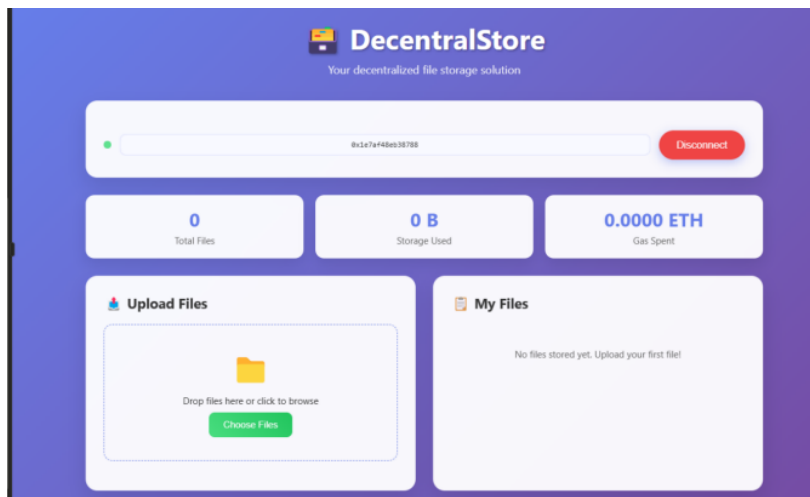 DecentralStore
Your decentralized file storage solution
0x1e7af48eb38788
Disconnect
0
Total Files
0 B
Storage Used
0.0000 ETH
Gas Spent
Upload Files
Drop files here or click to browse
Choose Files
My Files
No files stored yet. Upload your first file!